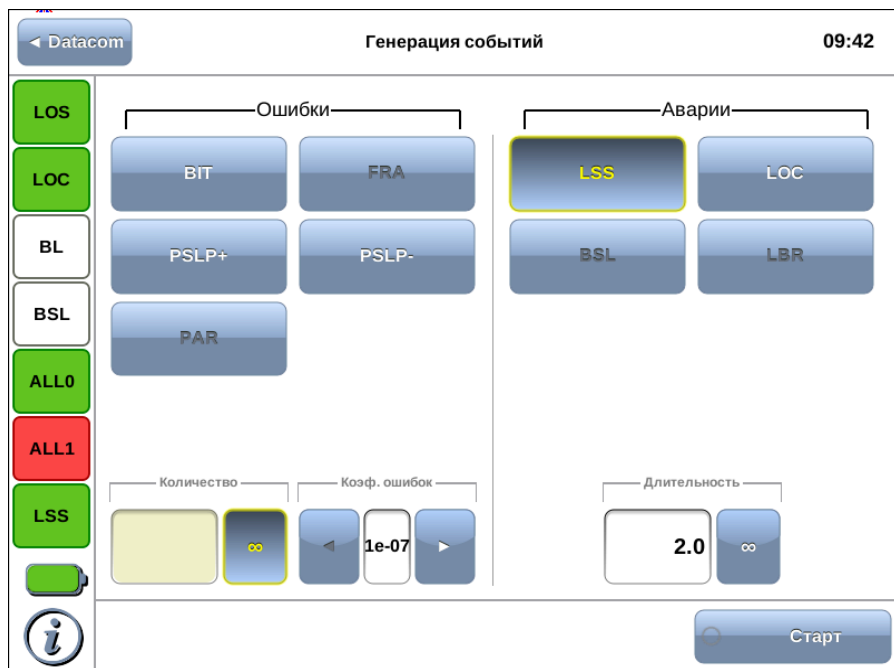 ◄ Datacom
Генерация событий
09:42
LOS
LOC
BL
BSL
ALL0
ALL1
LSS
Ошибки
BIT
FRA
PSLP+
PSLP-
PAR
Аварии
LSS
LOC
BSL
LBR
Количество
∞
Коэф. ошибок
◄ 1e-07 ►
Длительность
2.0 ∞
i
Старт